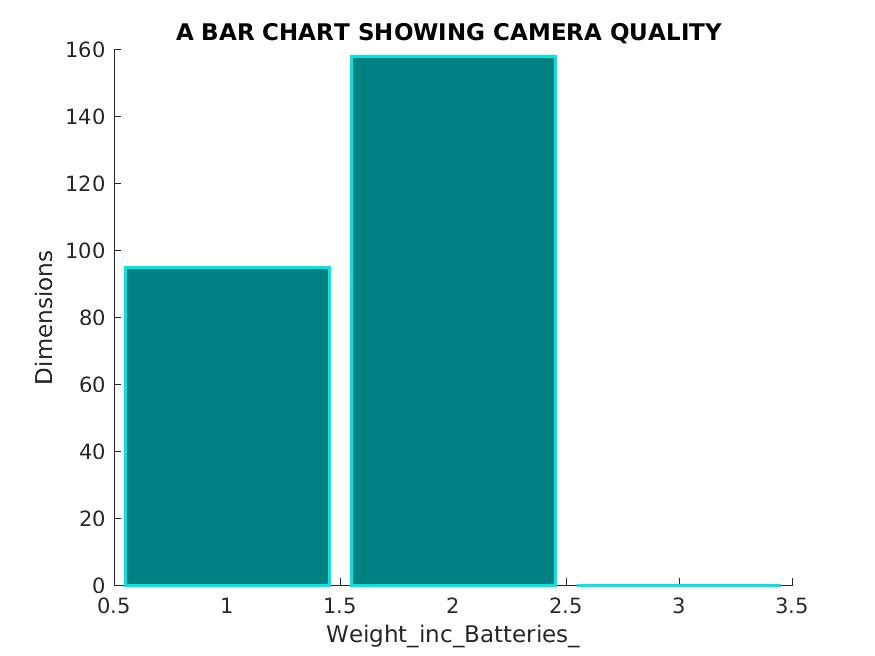 A BAR CHART SHOWING CAMERA QUALITY
160
140
120
100
80
60
40
20
0
Dimensions
0.5 1 1.5 2 2.5 3 3.5
Weight_inc_Batteries_